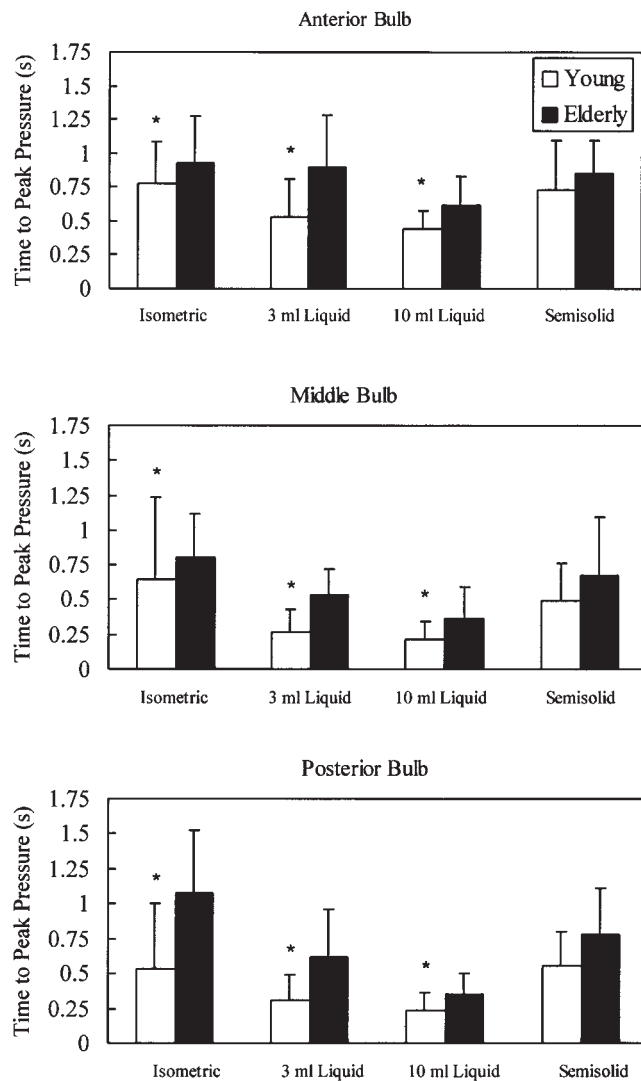 Anterior Bulb
Time to Peak Pressure (s)
1.75
1.5
1.25
1
0.75
0.5
0.25
0
Young
Elderly
* * *
Isometric 3 ml Liquid 10 ml Liquid Semisolid
Middle Bulb
Time to Peak Pressure (s)
1.75
1.5
1.25
1
0.75
0.5
0.25
0
* * *
Isometric 3 ml Liquid 10 ml Liquid Semisolid
Posterior Bulb
Time to Peak Pressure (s)
1.75
1.5
1.25
1
0.75
0.5
0.25
0
* * *
Isometric 3 ml Liquid 10 ml Liquid Semisolid